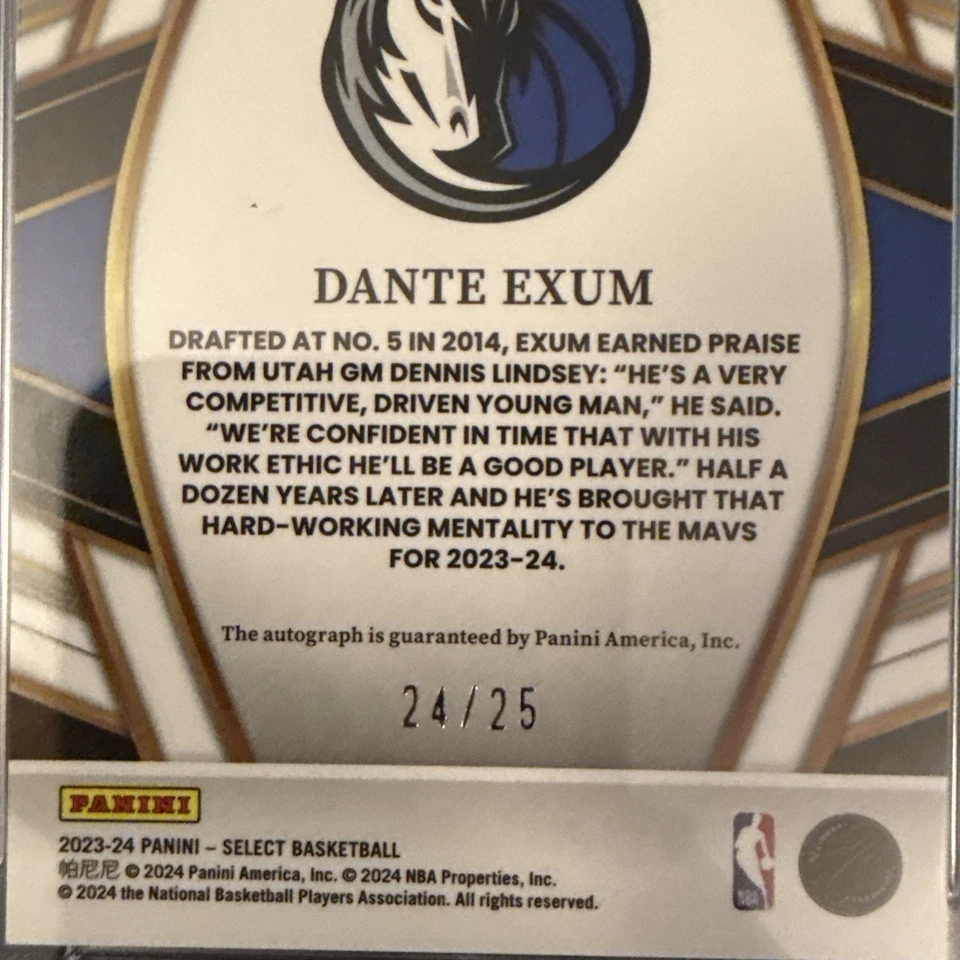 DANTE EXUM
DRAFTED AT NO. 5 IN 2014, EXUM EARNED PRAISE
FROM UTAH GM DENNIS LINDSEY: “HE’S A VERY
COMPETITIVE, DRIVEN YOUNG MAN,” HE SAID.
“WE’RE CONFIDENT IN TIME THAT WITH HIS
WORK ETHIC HE’LL BE A GOOD PLAYER.” HALF A
DOZEN YEARS LATER AND HE’S BROUGHT THAT
HARD-WORKING MENTALITY TO THE MAVS
FOR 2023-24.
The autograph is guaranteed by Panini America, Inc.
24/25
PANINI
2023-24 PANINI – SELECT BASKETBALL
帕尼尼 © 2024 Panini America, Inc. © 2024 NBA Properties, Inc.
© 2024 the National Basketball Players Association. All rights reserved.
NBA